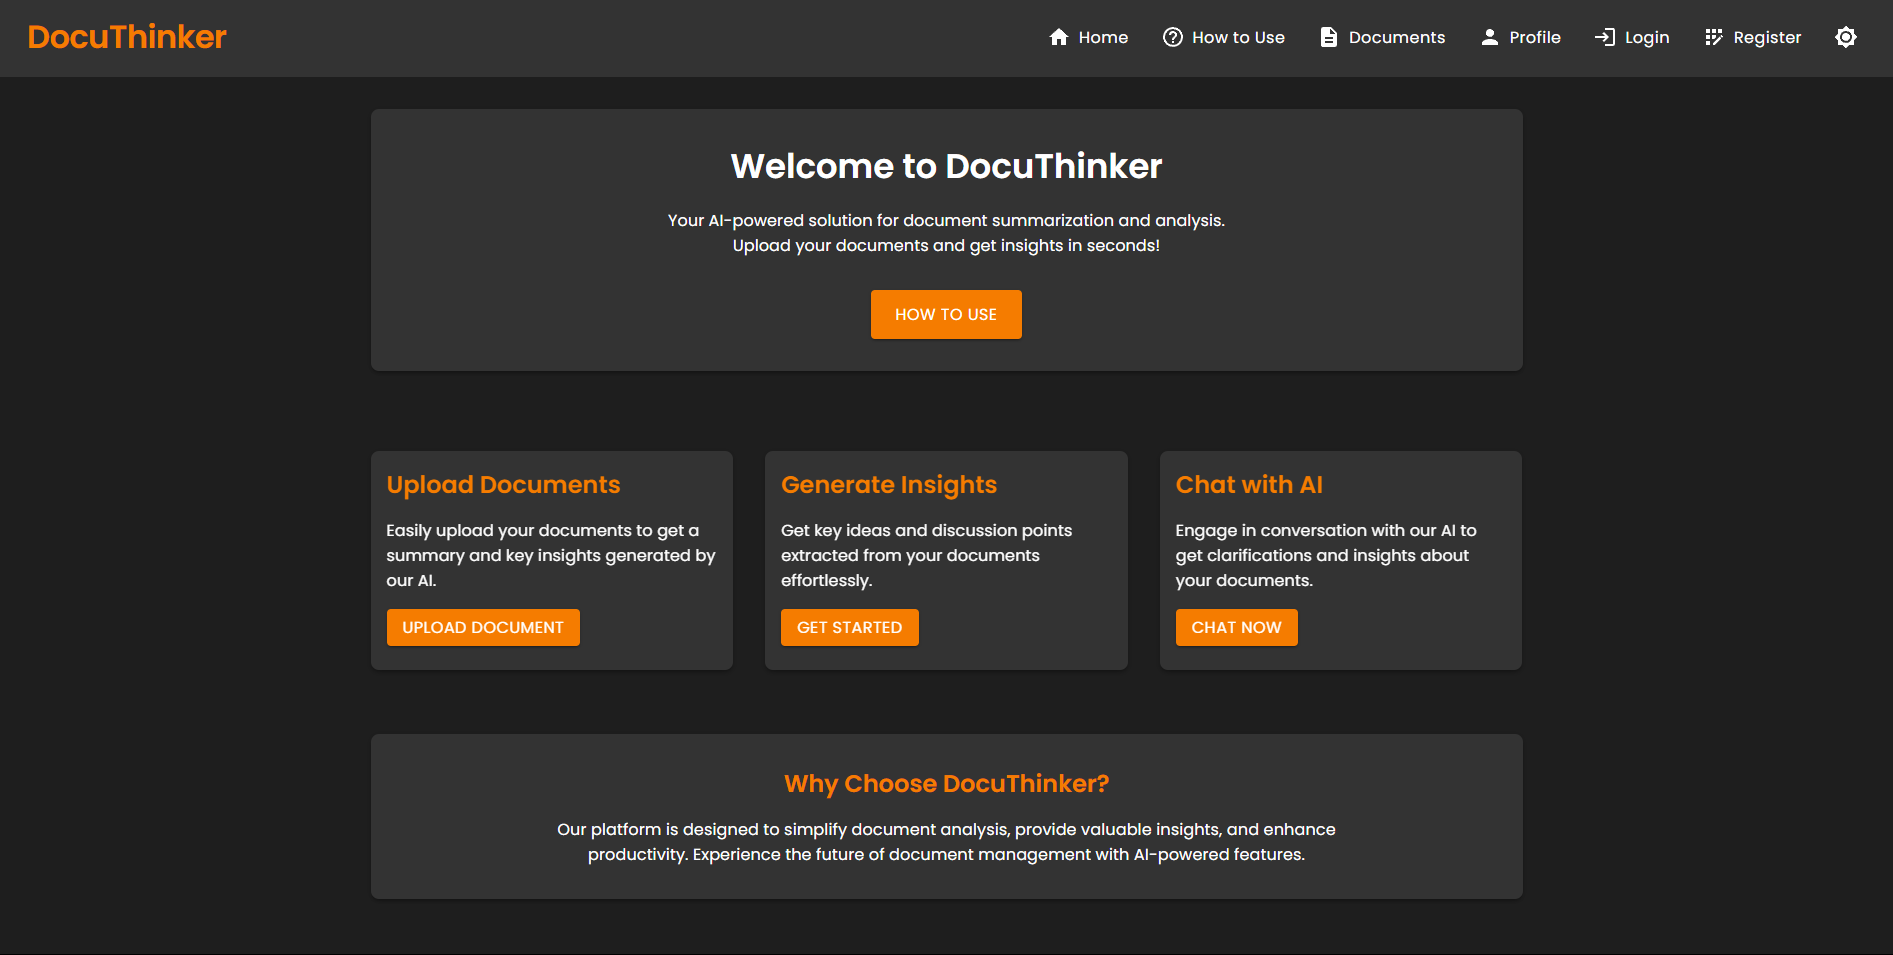 DocuThinker
Home
How to Use
Documents
Profile
Login
Register
Welcome to DocuThinker
Your AI-powered solution for document summarization and analysis.
Upload your documents and get insights in seconds!
HOW TO USE
Upload Documents
Easily upload your documents to get a
summary and key insights generated by
our AI.
UPLOAD DOCUMENT
Generate Insights
Get key ideas and discussion points
extracted from your documents
effortlessly.
GET STARTED
Chat with AI
Engage in conversation with our AI to
get clarifications and insights about
your documents.
CHAT NOW
Why Choose DocuThinker?
Our platform is designed to simplify document analysis, provide valuable insights, and enhance
productivity. Experience the future of document management with AI-powered features.